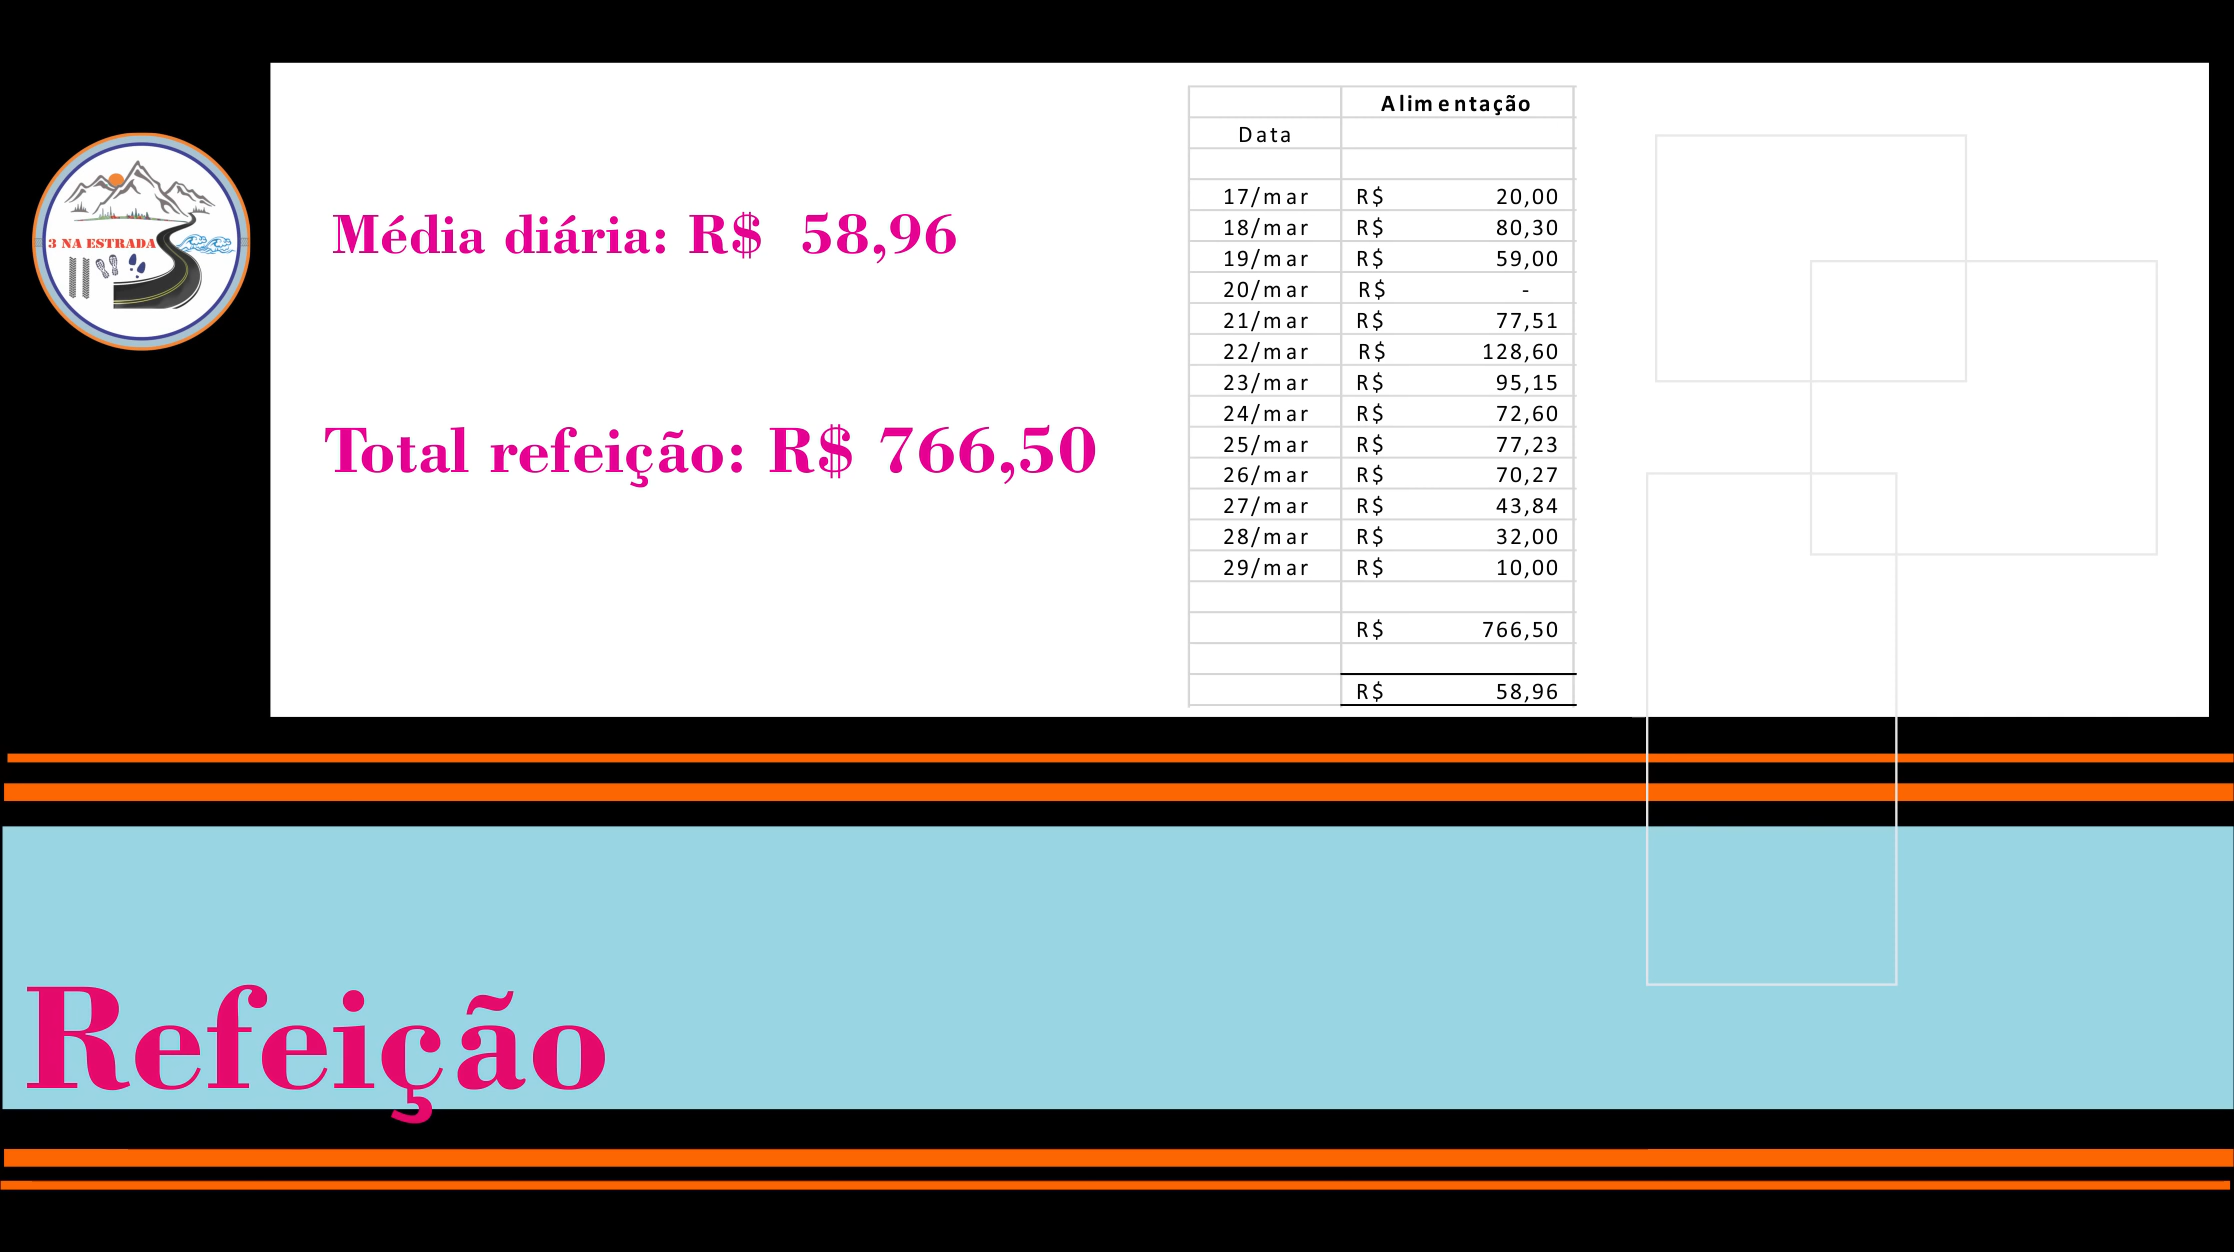 3 NA ESTRADA
Média diária: R$ 58,96
Total refeição: R$ 766,50
Alimentação
Data
17/mar R$ 20,00
18/mar R$ 80,30
19/mar R$ 59,00
20/mar R$ -
21/mar R$ 77,51
22/mar R$ 128,60
23/mar R$ 95,15
24/mar R$ 72,60
25/mar R$ 77,23
26/mar R$ 70,27
27/mar R$ 43,84
28/mar R$ 32,00
29/mar R$ 10,00
R$ 766,50
R$ 58,96
Refeição